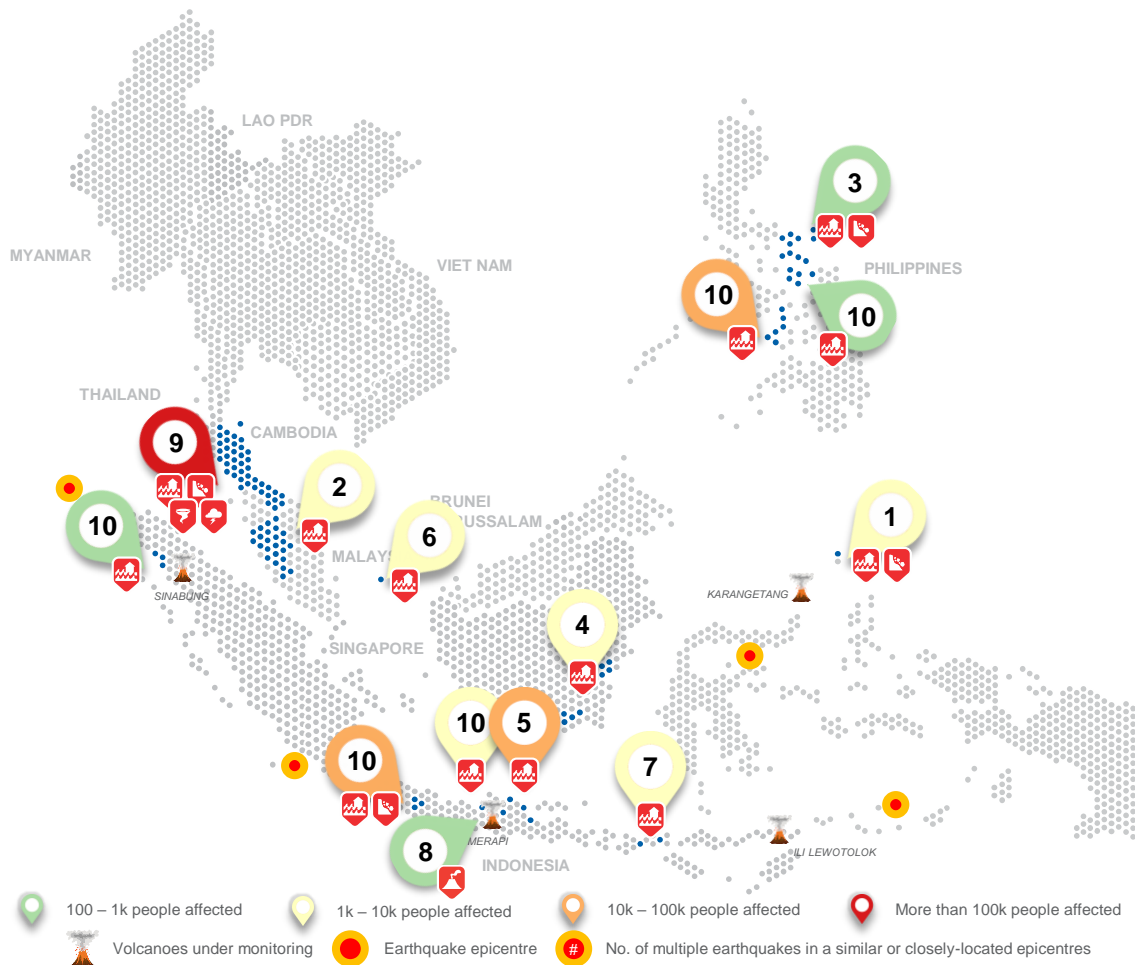 LAO PDR
3
MYANMAR
VIET NAM
PHILIPPINES
10
10
THAILAND
CAMBODIA
9
2
BRUNEI
10
6
1
MALAYS
SINABUNG
KARANGETANG
4
SINGAPORE
10
5
10
7
MERAPI
8
INDONESIA
ILI LEWOTOLOK
100 – 1k people affected
1k – 10k people affected
10k – 100k people affected
More than 100k people affected
Volcanoes under monitoring
Earthquake epicentre
#
No. of multiple earthquakes in a similar or closely-located epicentres